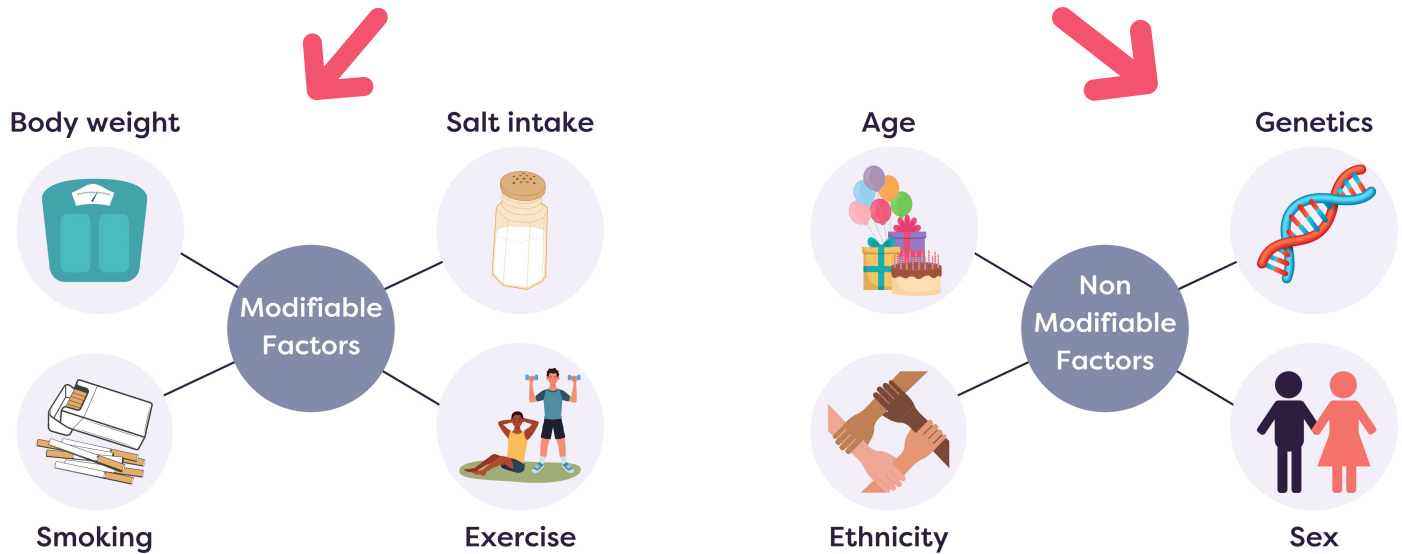 Body weight
Salt intake
Modifiable
Factors
Smoking
Exercise
Age
Genetics
Non
Modifiable
Factors
Ethnicity
Sex